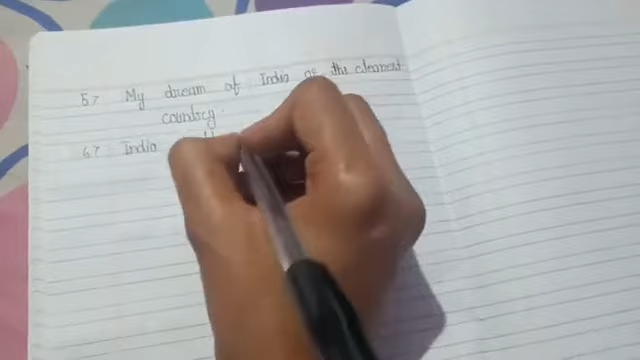 5> My dream of India as the cleanest
country.
6> India